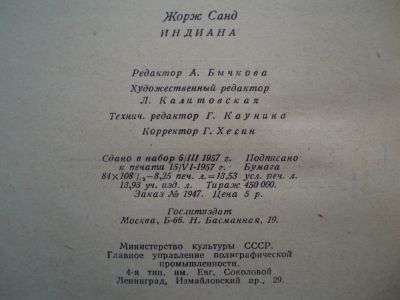 Жорж Санд
ИНДИАНА
Редактор А. Бычкова
Художественный редактор
Л. Калитовская
Технич. редактор Г. Каунина
Корректор Г. Хесин
Сдано в набор 6/III 1957 г. Подписано
к печати 15/VI-1957 г. Бумага
84×108 1/32—8,25 печ. л.=13,53 усл. печ. л.
13,93 уч. изд. л. Тираж 450 000.
Заказ № 1947. Цена 5 р.
Гослитиздат
Москва, Б-66. Н. Басманная, 19.
Министерство культуры СССР.
Главное управление полиграфической
промышленности.
4-я тип. им. Евг. Соколовой
Ленинград, Измайловский пр., 29.